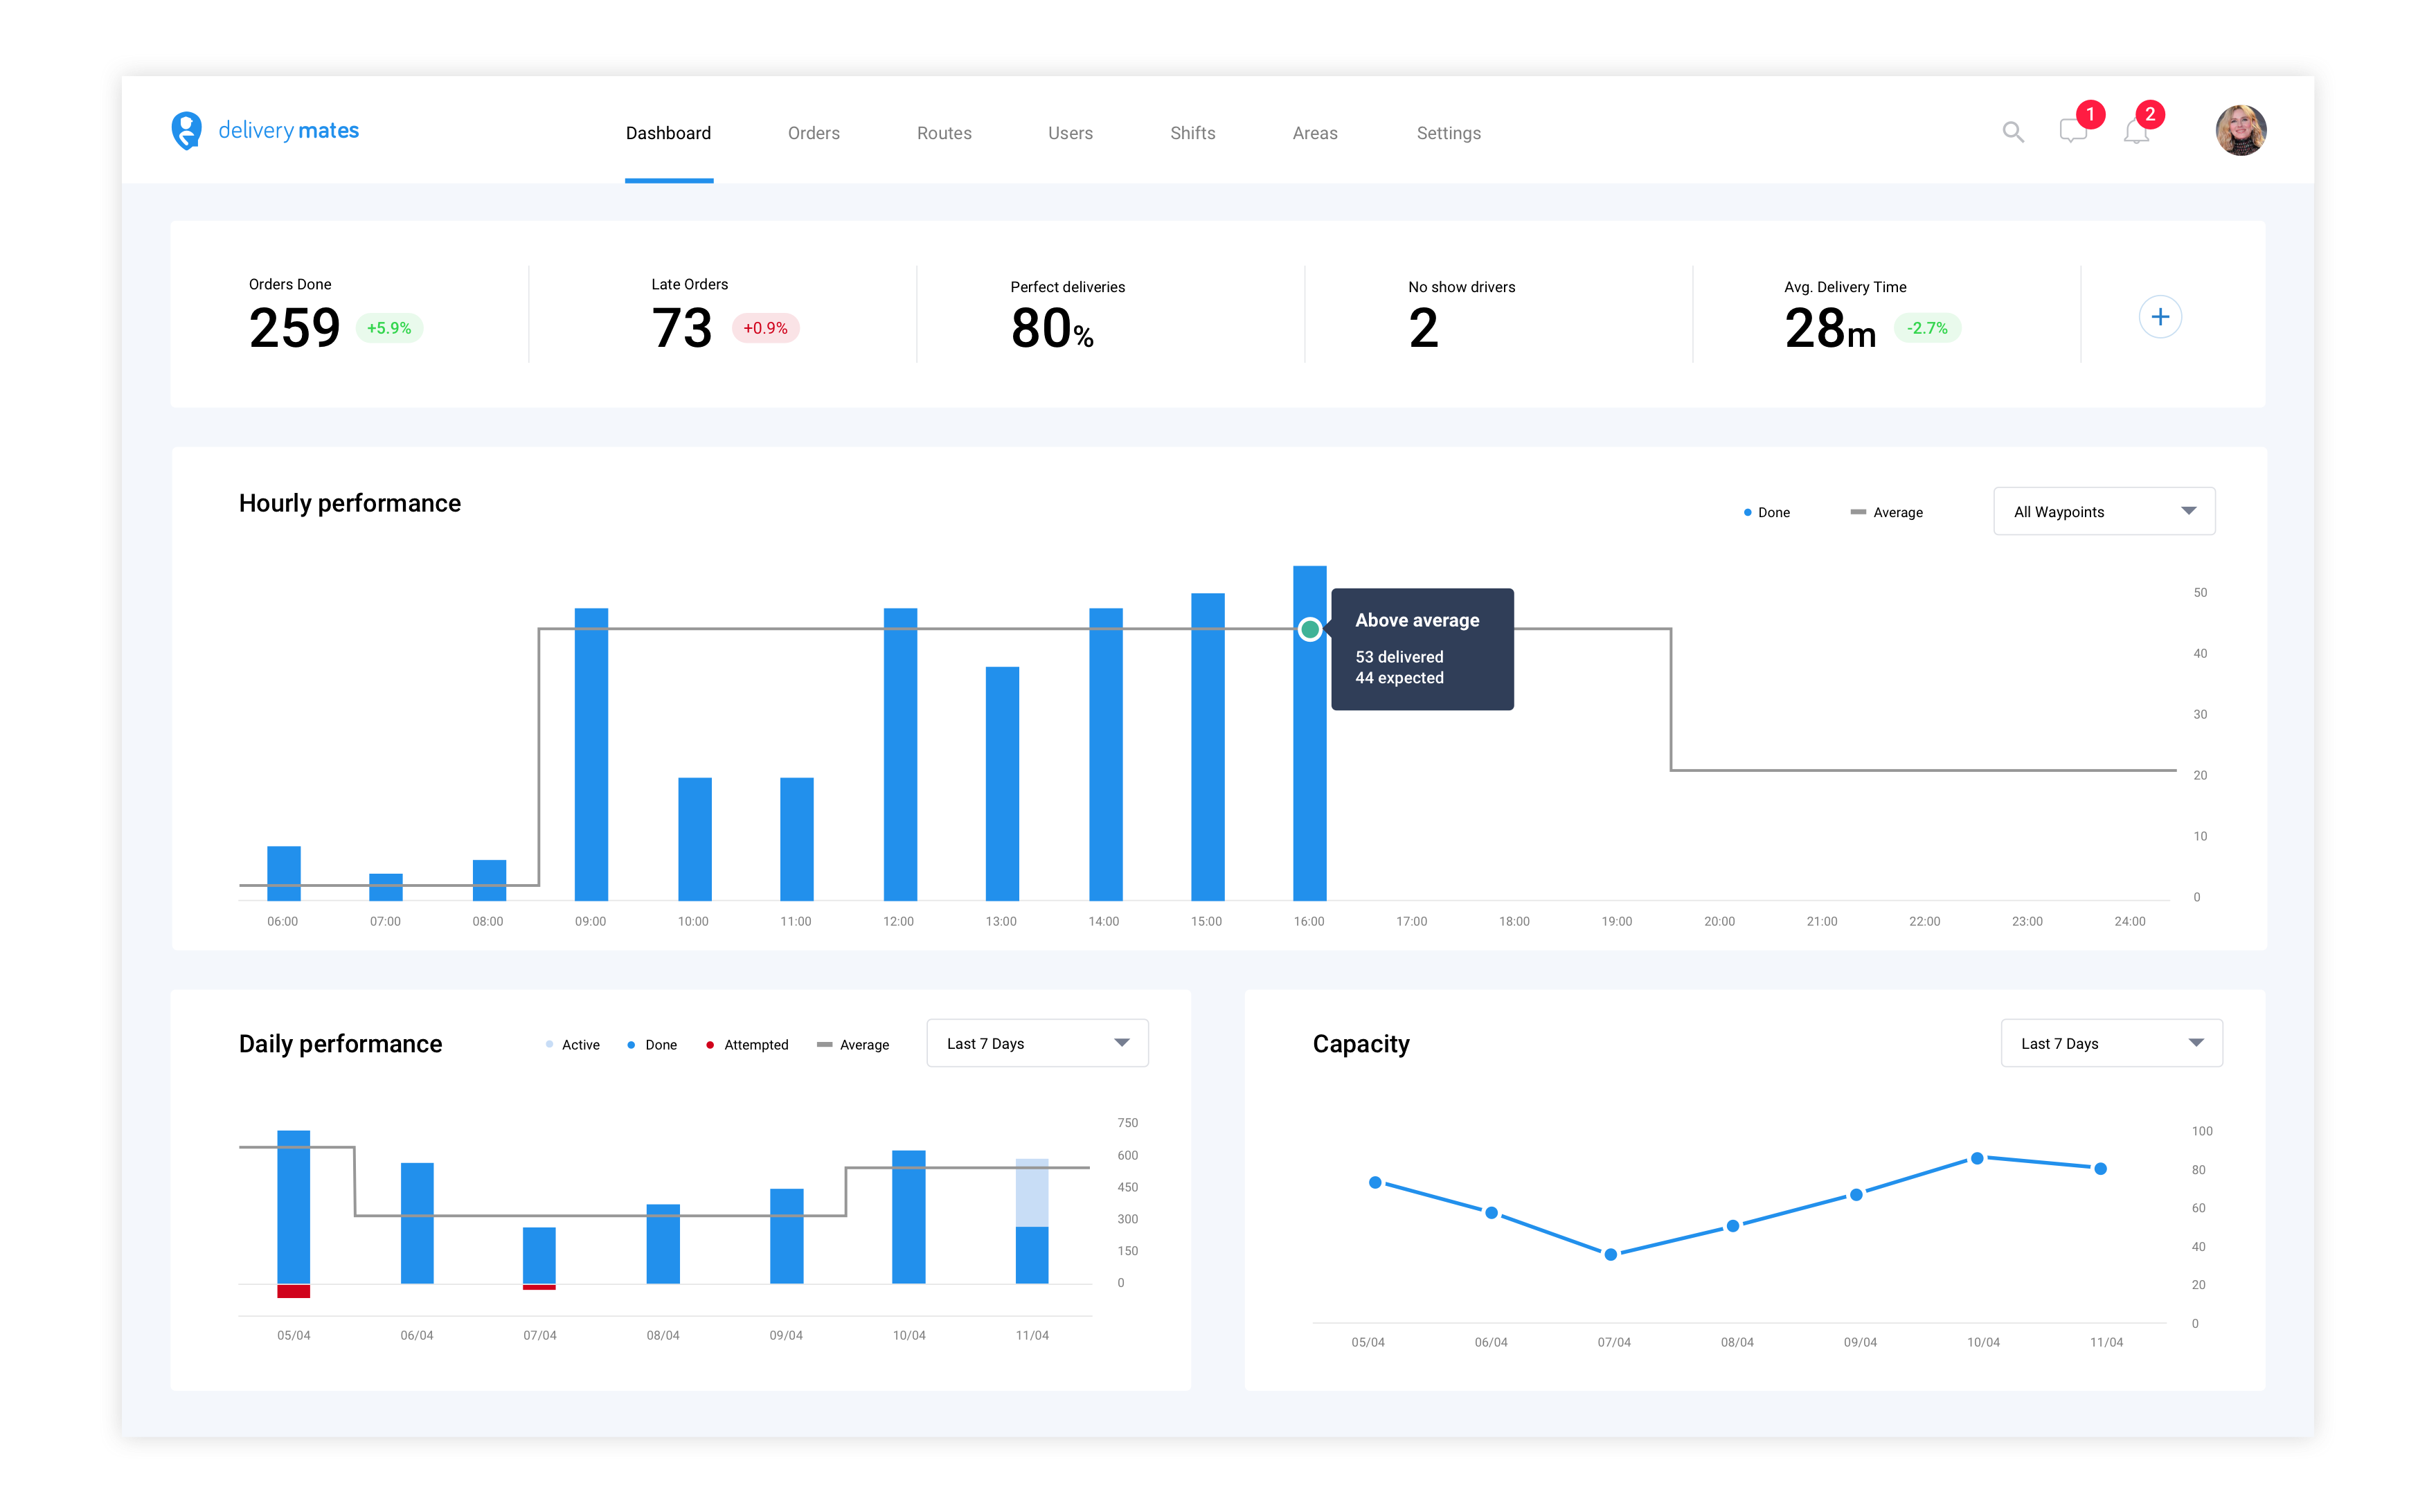 delivery mates
Dashboard Orders Routes Users Shifts Areas Settings
1 2
Orders Done
259 +5.9%
Late Orders
73 +0.9%
Perfect deliveries
80%
No show drivers
2
Avg. Delivery Time
28m -2.7%
+
Hourly performance
Done Average All Waypoints
Above average
53 delivered
44 expected
50
40
30
20
10
0
06:00 07:00 08:00 09:00 10:00 11:00 12:00 13:00 14:00 15:00 16:00 17:00 18:00 19:00 20:00 21:00 22:00 23:00 24:00
Daily performance
Active Done Attempted Average Last 7 Days
750
600
450
300
150
0
05/04 06/04 07/04 08/04 09/04 10/04 11/04
Capacity
Last 7 Days
100
80
60
40
20
0
05/04 06/04 07/04 08/04 09/04 10/04 11/04